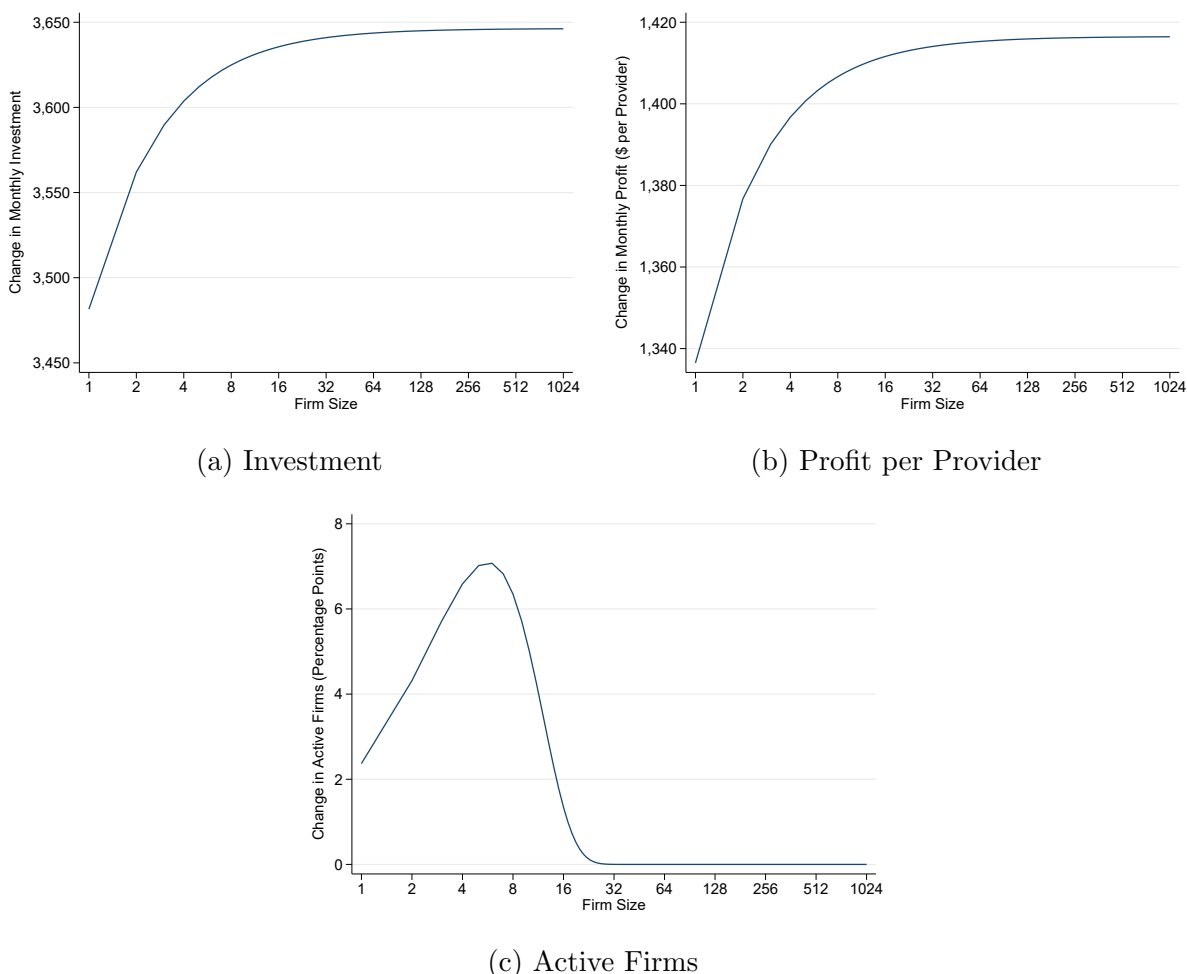 Change in Monthly Investment
3,650
3,600
3,550
3,500
3,450
1 2 4 8 16 32 64 128 256 512 1024
Firm Size
(a) Investment
Change in Monthly Profit ($ per Provider)
1,420
1,400
1,380
1,360
1,340
1 2 4 8 16 32 64 128 256 512 1024
Firm Size
(b) Profit per Provider
Change in Active Firms (Percentage Points)
8
6
4
2
0
1 2 4 8 16 32 64 128 256 512 1024
Firm Size
(c) Active Firms